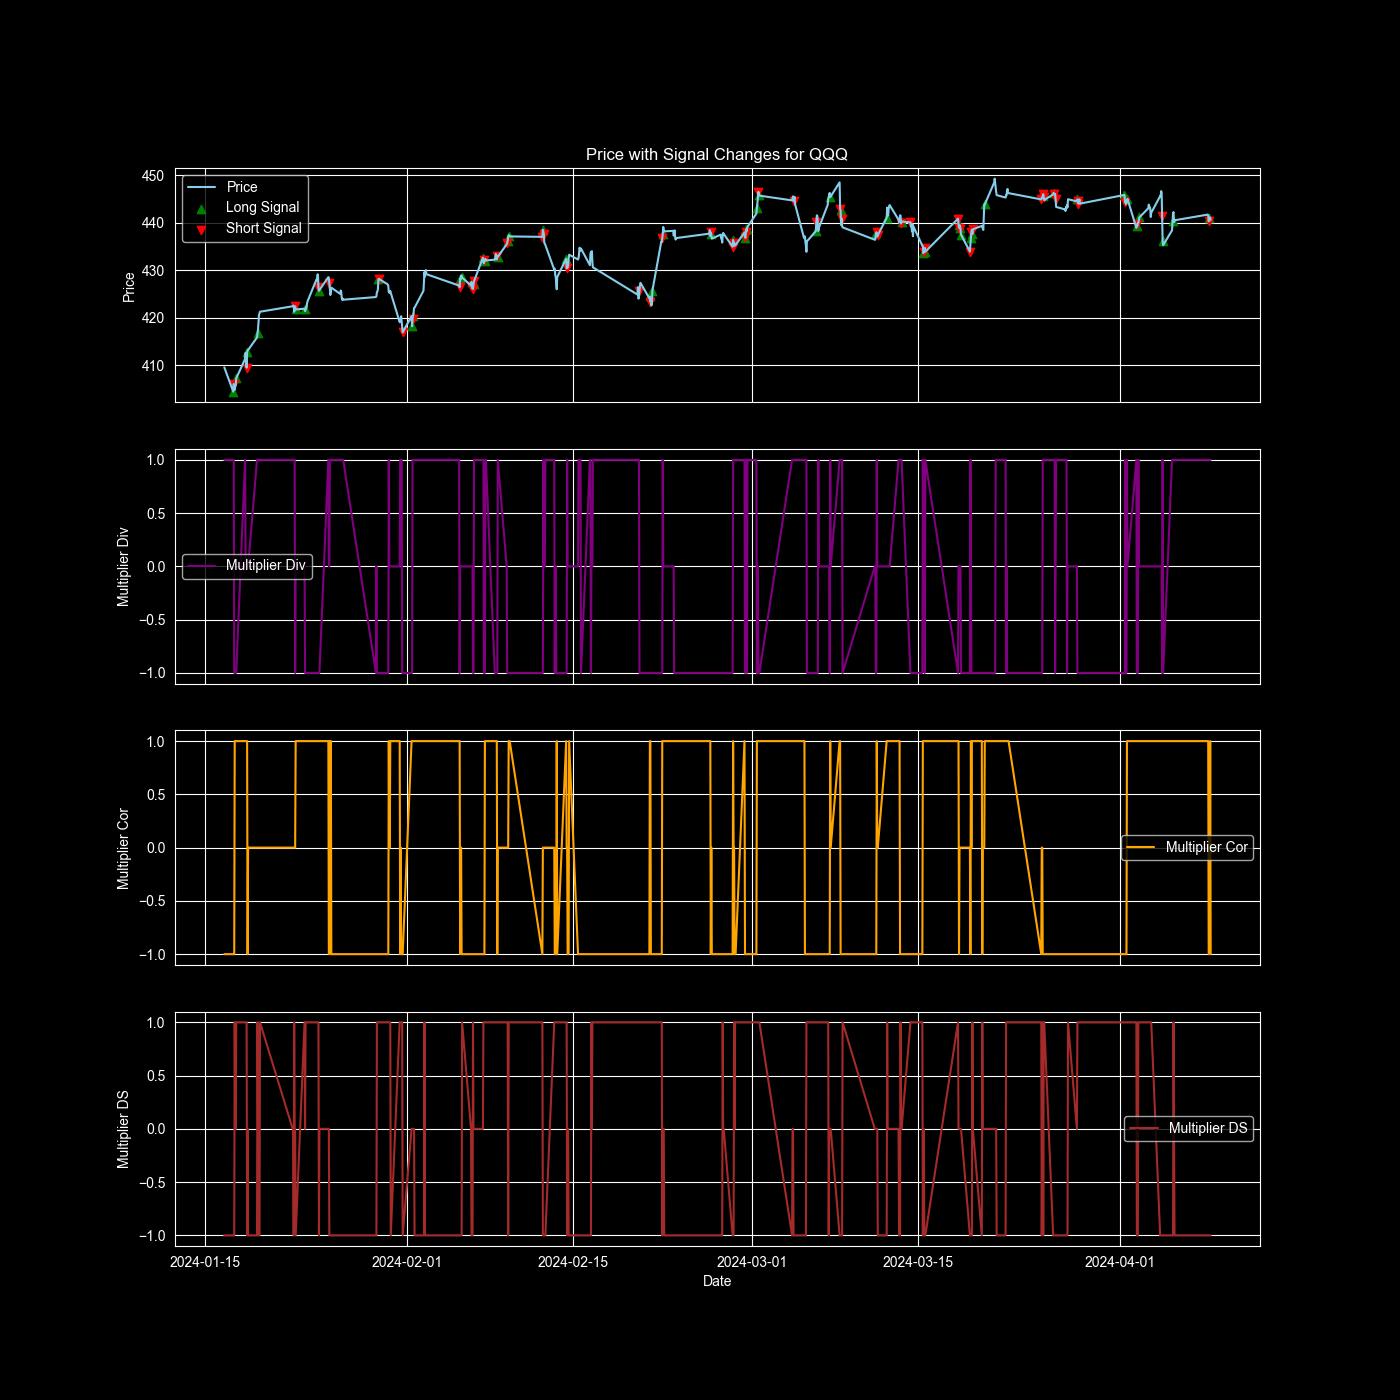 Price with Signal Changes for QQQ
450
440
430
420
410
Price
Price
Long Signal
Short Signal
1.0
0.5
0.0
−0.5
−1.0
Multiplier Div
Multiplier Div
1.0
0.5
0.0
−0.5
−1.0
Multiplier Cor
Multiplier Cor
1.0
0.5
0.0
−0.5
−1.0
Multiplier DS
Multiplier DS
2024-01-15 2024-02-01 2024-02-15 2024-03-01 2024-03-15 2024-04-01
Date